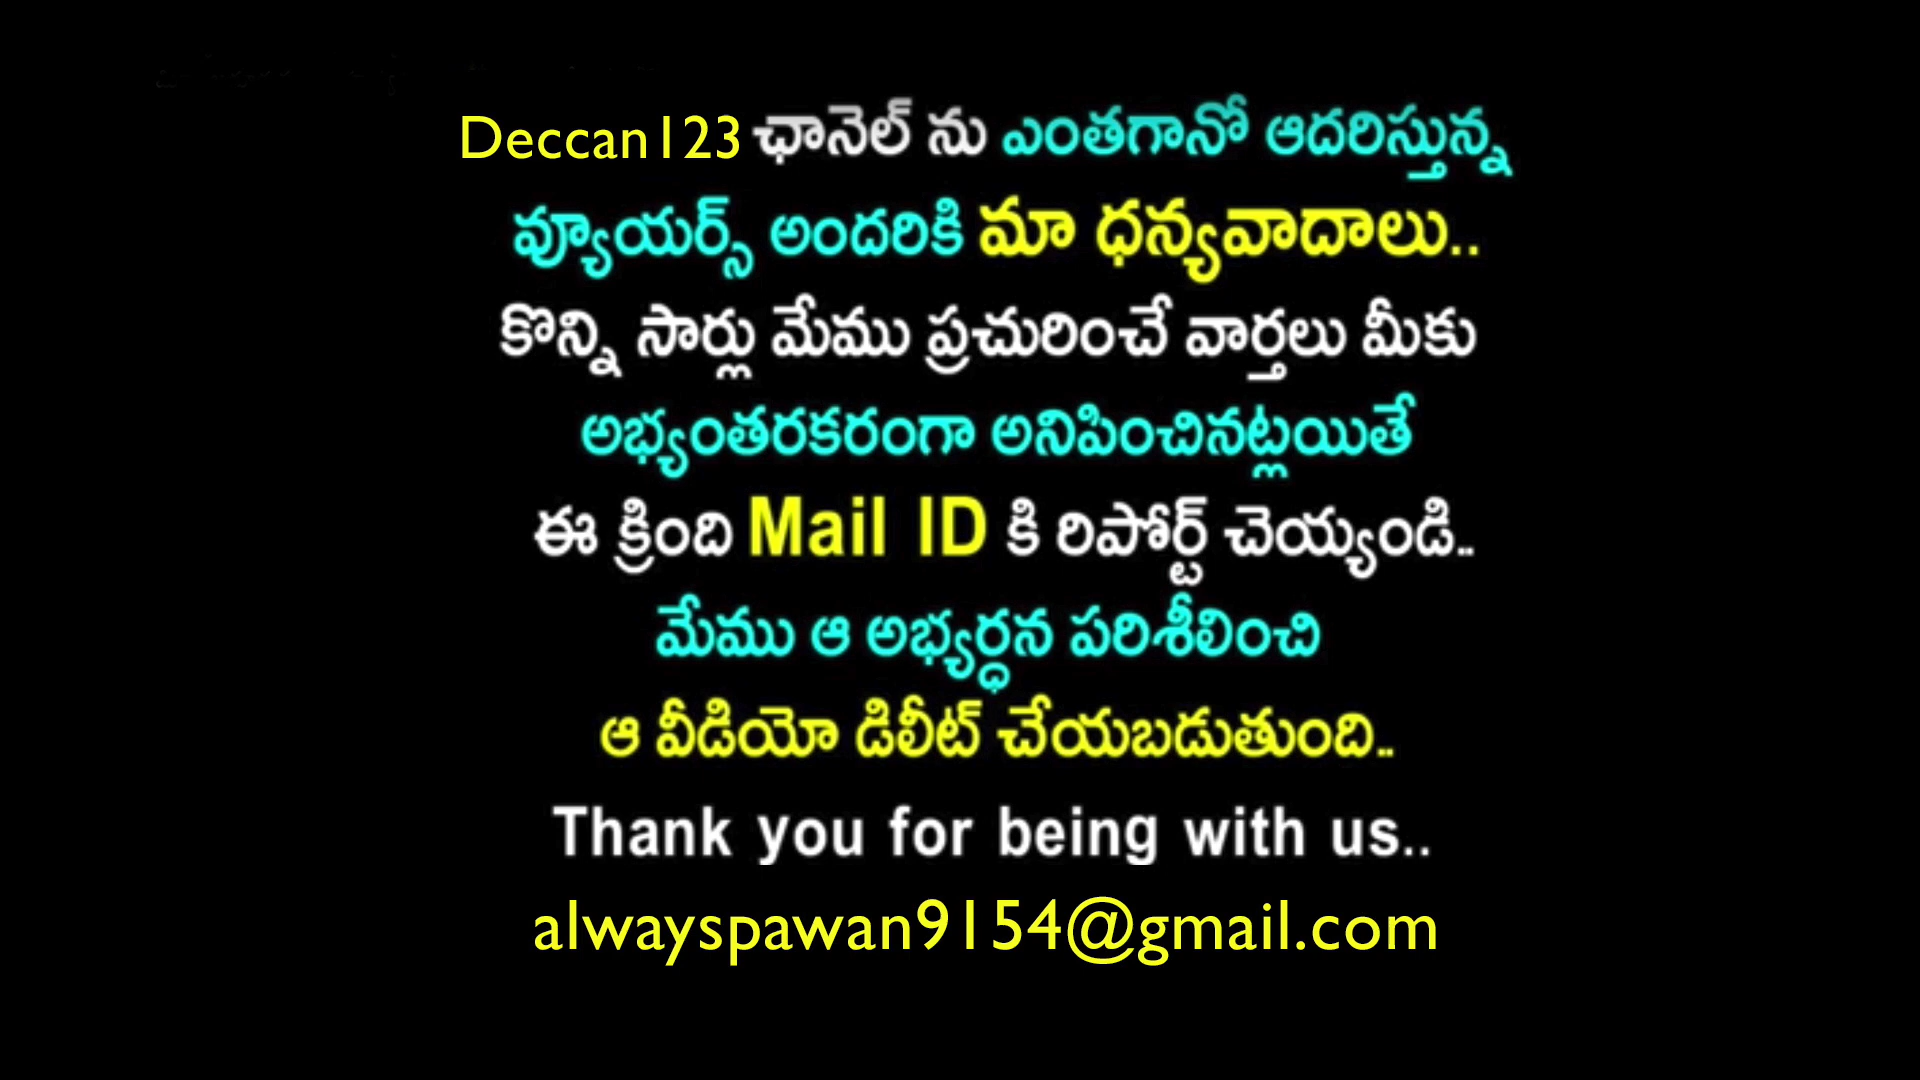 Deccan123 ఛానెల్ ను ఎంతగానో ఆదరిస్తున్న
వ్యూయర్స్ అందరికి మా ధన్యవాదాలు..
కొన్ని సార్లు మేము ప్రచురించే వార్తలు మీకు
అభ్యంతరకరంగా అనిపించినట్లయితే
ఈ క్రింది Mail ID కి రిపోర్ట్ చెయ్యండి..
మేము ఆ అభ్యర్ధన పరిశీలించి
ఆ వీడియో డిలీట్ చేయబడుతుంది..
Thank you for being with us..
alwayspawan9154@gmail.com